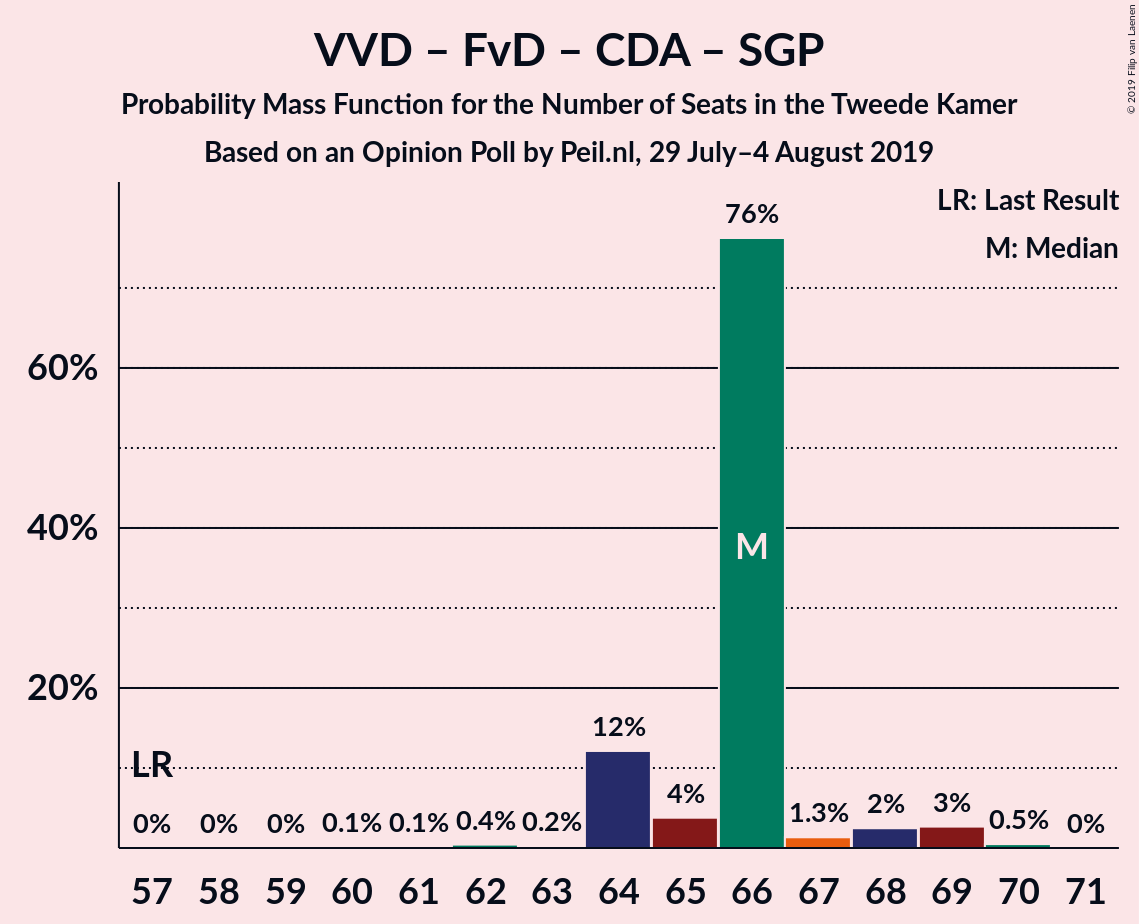 VVD – FvD – CDA – SGP
Probability Mass Function for the Number of Seats in the Tweede Kamer
Based on an Opinion Poll by Peil.nl, 29 July–4 August 2019
© 2019 Filip van Laenen
LR: Last Result
M: Median
76%
60%
40%
M
20%
12%
LR
0% 0% 0% 0.1% 0.1% 0.4% 0.2% 4% 1.3% 2% 3% 0.5% 0%
57 58 59 60 61 62 63 64 65 66 67 68 69 70 71